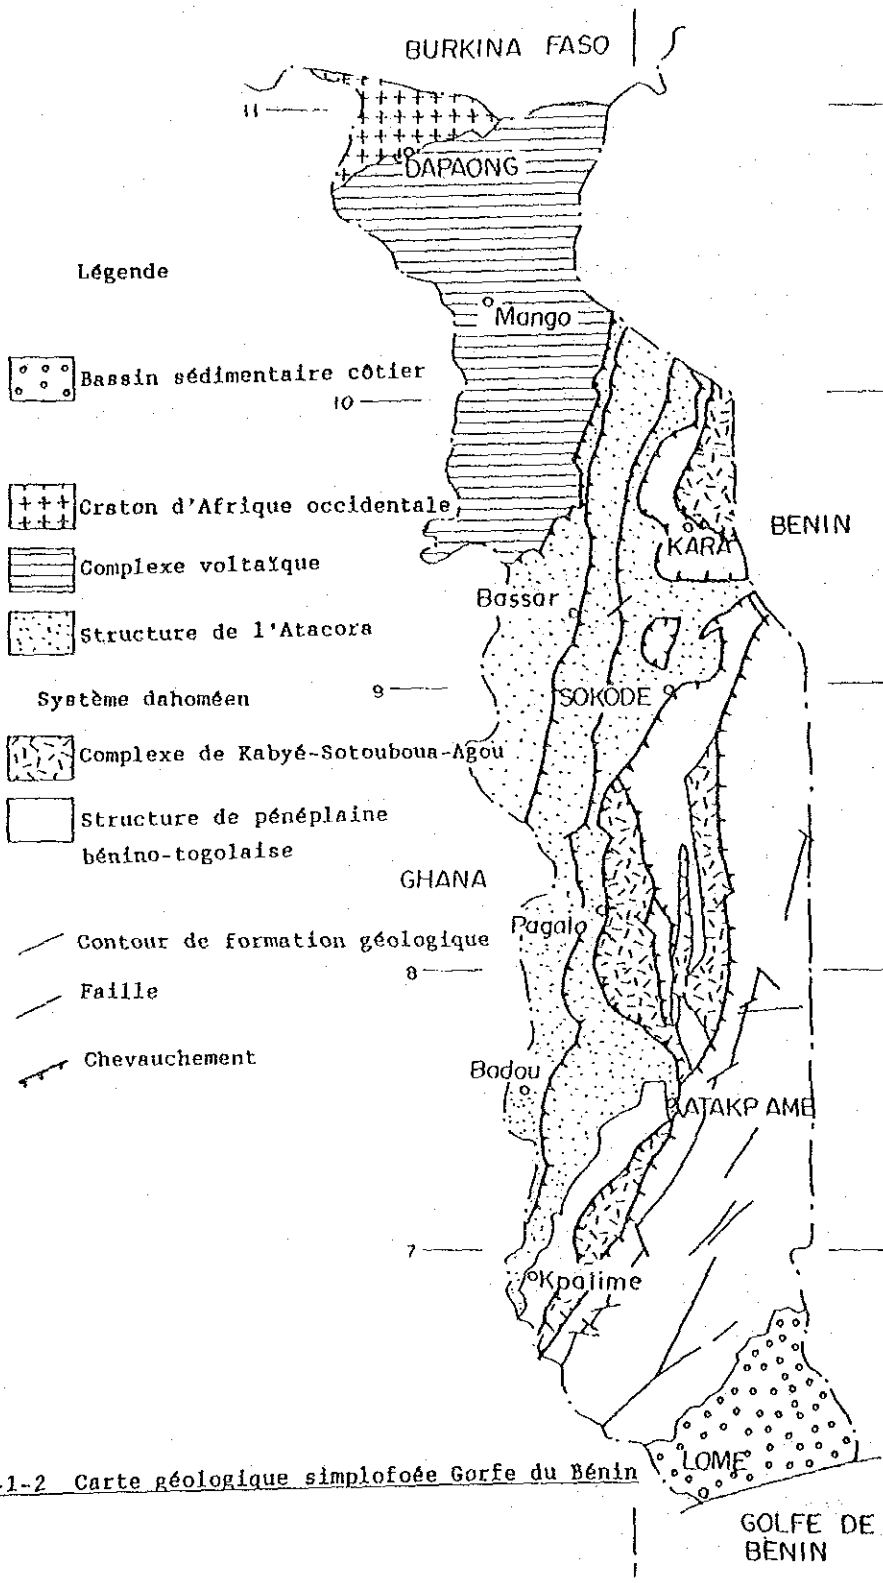 BURKINA FASO
11
DAPAONG
Légende
Mango
Bassin sédimentaire côtier
10
Craton d'Afrique occidentale
BENIN
KARA
Complexe voltaïque
Bassar
Structure de l'Atacora
9
SOKODE
Système dahoméen
Complexe de Kabyé-Sotouboua-Agou
Structure de pénéplaine
bénino-togolaise
GHANA
Pagalo
Contour de formation géologique
8
Faille
Chevauchement
Badou
ATAKPAME
7
Kpalime
LOME
-1-2 Carte géologique simplofoée Gorfe du Bénin
GOLFE DE
BENIN